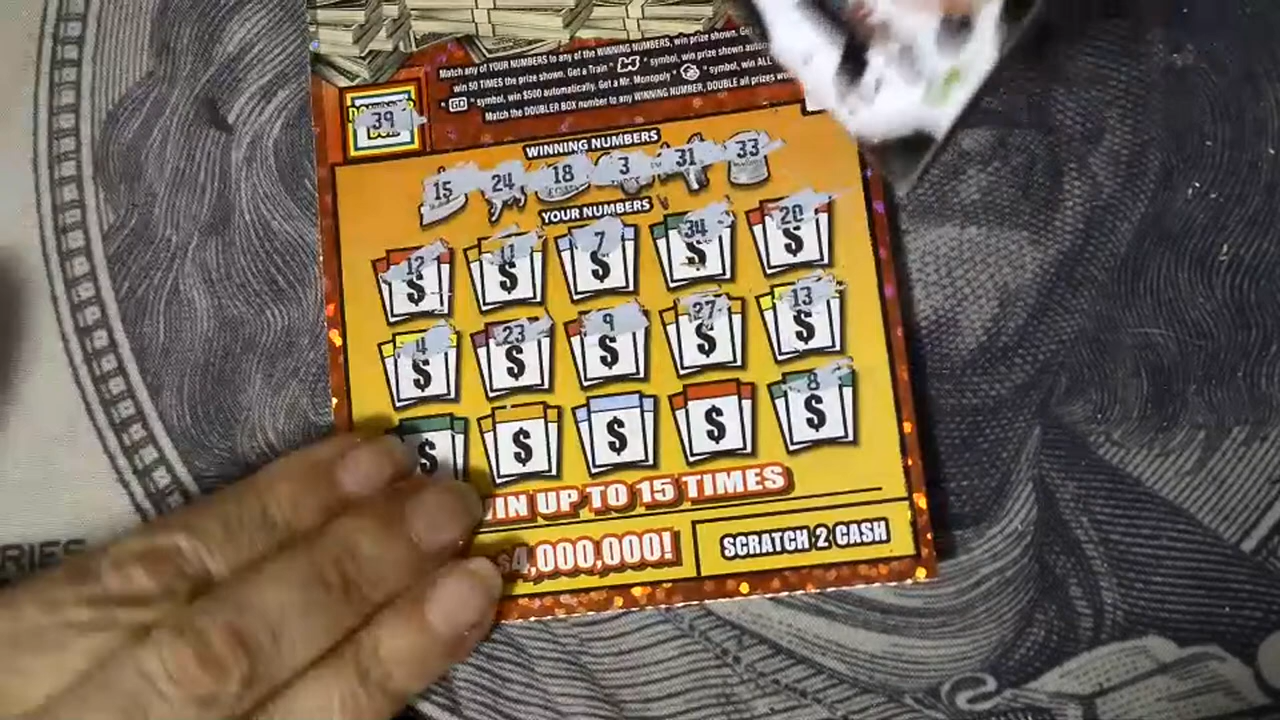 Match any of YOUR NUMBERS to any of the WINNING NUMBERS, win prize shown. Get
win 50 TIMES the prize shown. Get a Train " " symbol, win prize shown
" GO " symbol, win $500 automatically. Get a Mr. Monopoly " " symbol, win ALL
Match the DOUBLER BOX number to any WINNING NUMBER, DOUBLE all prizes
39
WINNING NUMBERS
15 24 18 3 31 33
YOUR NUMBERS
12 11 7 34 20
$ $ $ $ $
4 23 9 27 13
$ $ $ $ $
8
$ $ $ $ $
UP TO 15 TIMES
$4,000,000!
SCRATCH 2 CASH